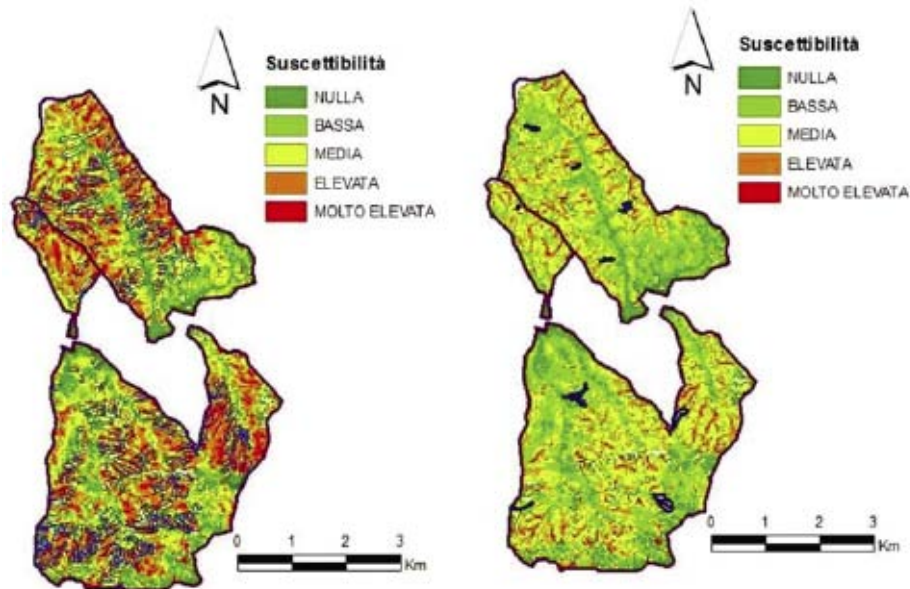 N
Suscettibilità
NULLA
BASSA
MEDIA
ELEVATA
MOLTO ELEVATA
0 1 2 3
Km
N
Suscettibilità
NULLA
BASSA
MEDIA
ELEVATA
MOLTO ELEVATA
0 1 2 3
Km